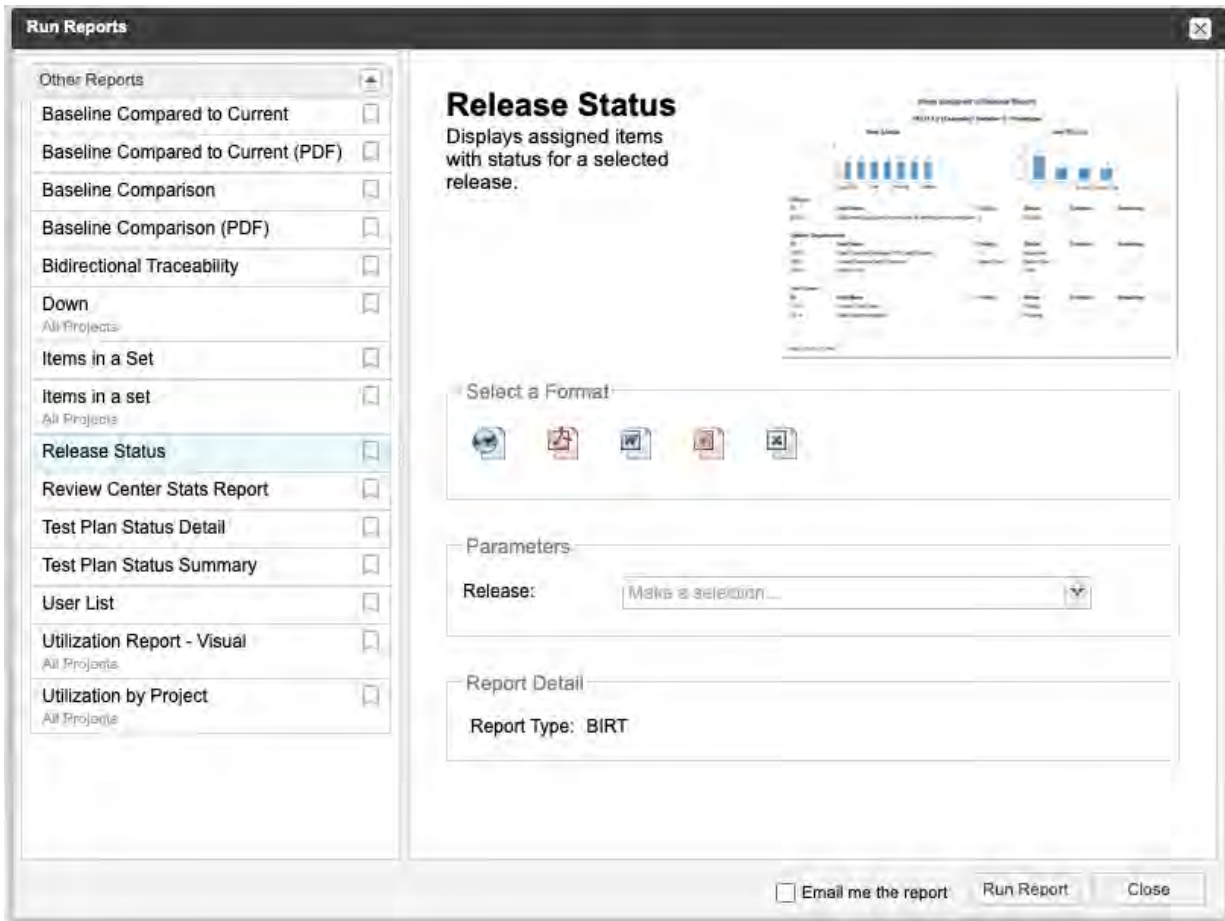 Run Reports
Other Reports
Baseline Compared to Current
Baseline Compared to Current (PDF)
Baseline Comparison
Baseline Comparison (PDF)
Bidirectional Traceability
Down
All Projects
Items in a Set
Items in a set
All Projects
Release Status
Review Center Stats Report
Test Plan Status Detail
Test Plan Status Summary
User List
Utilization Report - Visual
All Projects
Utilization by Project
All Projects
Release Status
Displays assigned items
with status for a selected
release.
Select a Format
Parameters
Release:
Make a selection...
Report Detail
Report Type: BIRT
Email me the report
Run Report
Close